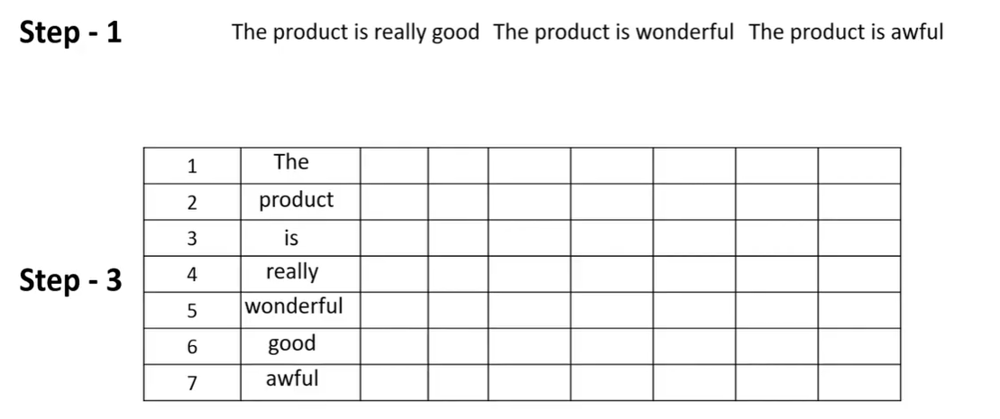 Step - 1 The product is really good The product is wonderful The product is awful
1 The
2 product
3 is
Step - 3
4 really
5 wonderful
6 good
7 awful